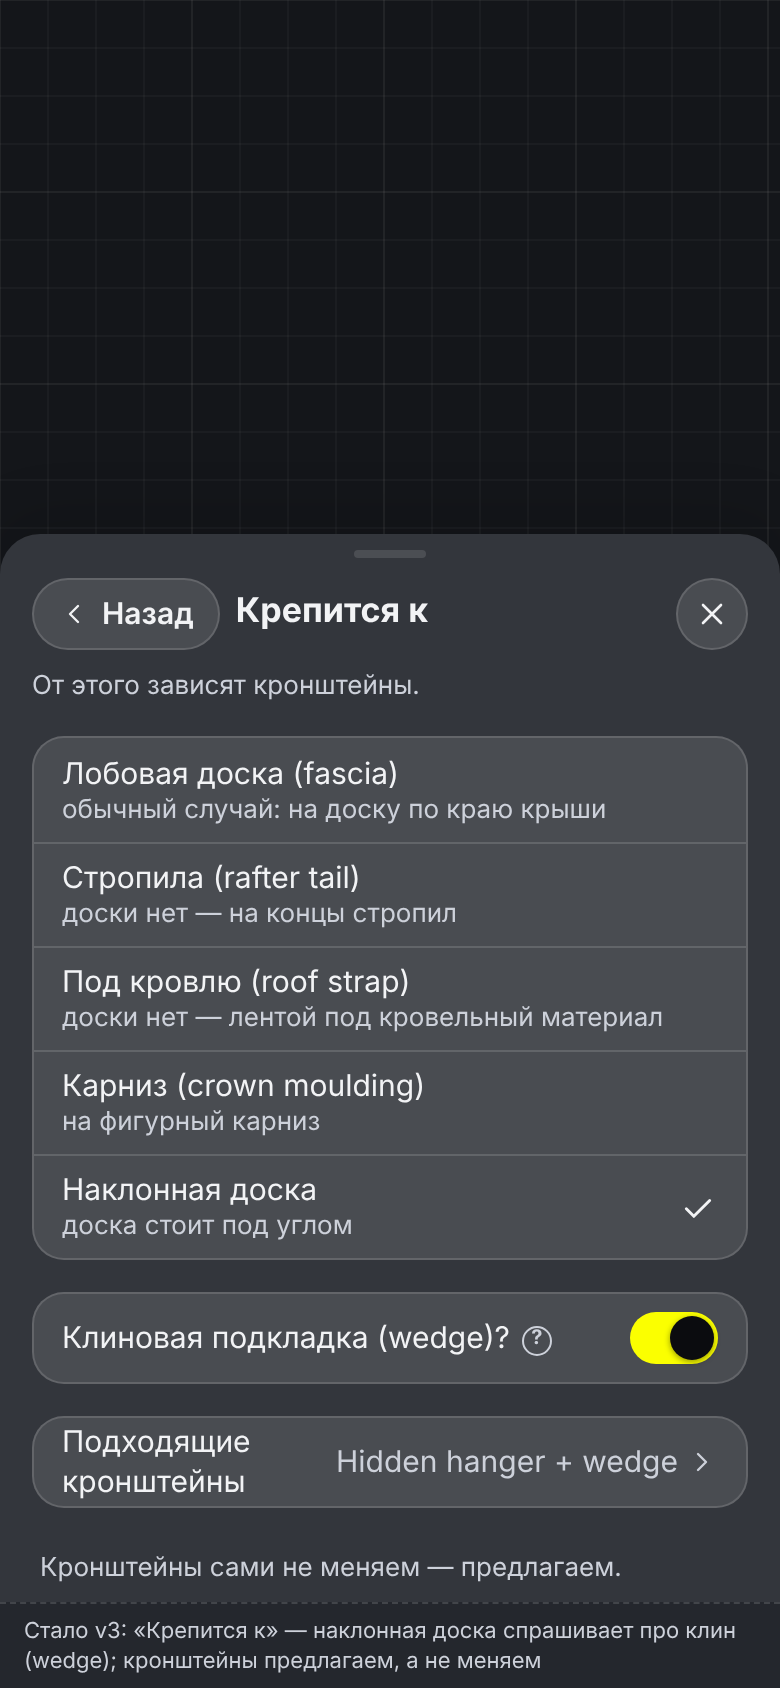 Назад
Крепится к
От этого зависят кронштейны.
Лобовая доска (fascia)
обычный случай: на доску по краю крыши
Стропила (rafter tail)
доски нет — на концы стропил
Под кровлю (roof strap)
доски нет — лентой под кровельный материал
Карниз (crown moulding)
на фигурный карниз
Наклонная доска
доска стоит под углом
Клиновая подкладка (wedge)? ?
Подходящие
кронштейны
Hidden hanger + wedge
Кронштейны сами не меняем — предлагаем.
Стало v3: «Крепится к» — наклонная доска спрашивает про клин
(wedge); кронштейны предлагаем, а не меняем